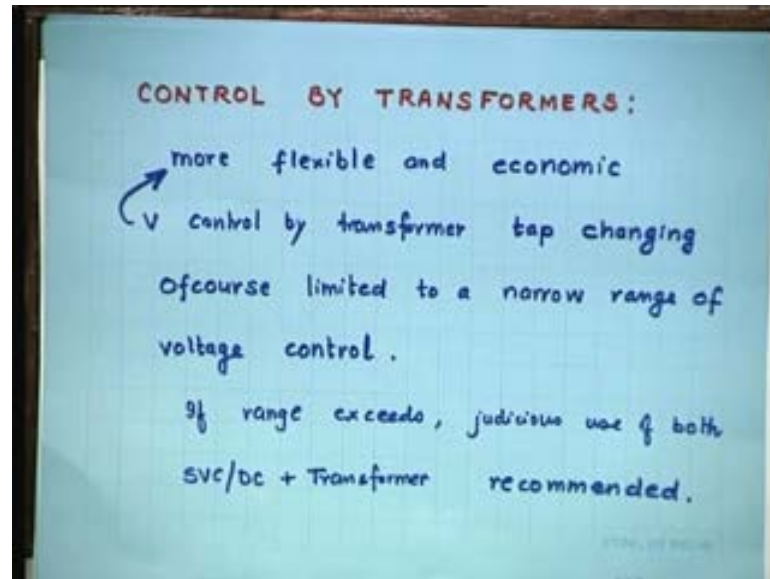 CONTROL BY TRANSFORMERS:
more flexible and economic
V control by transformer tap changing
Ofcourse limited to a narrow range of
voltage control.
If range exceeds, judicious use of both
SVC/DC + Transformer recommended.